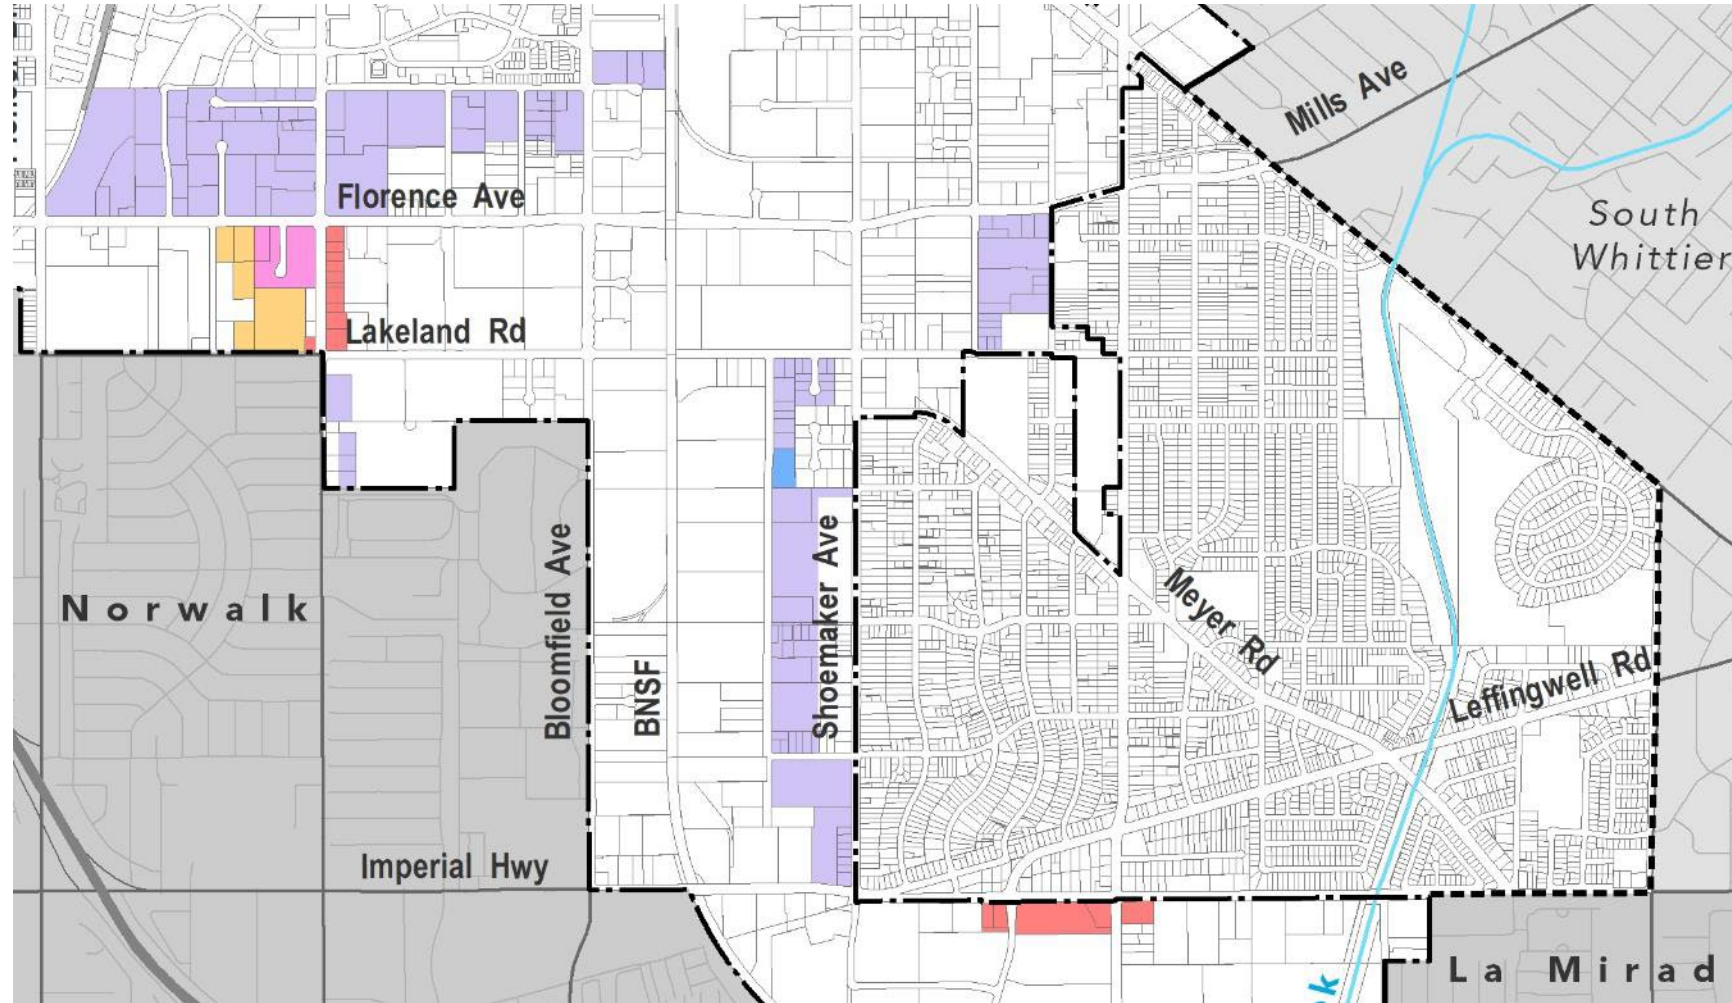 Mills Ave
Florence Ave
South
Whittier
Lakeland Rd
Norwalk
Bloomfield Ave
BNSF
Shoemaker Ave
Meyer Rd
Leffingwell Rd
Imperial Hwy
La Mirad